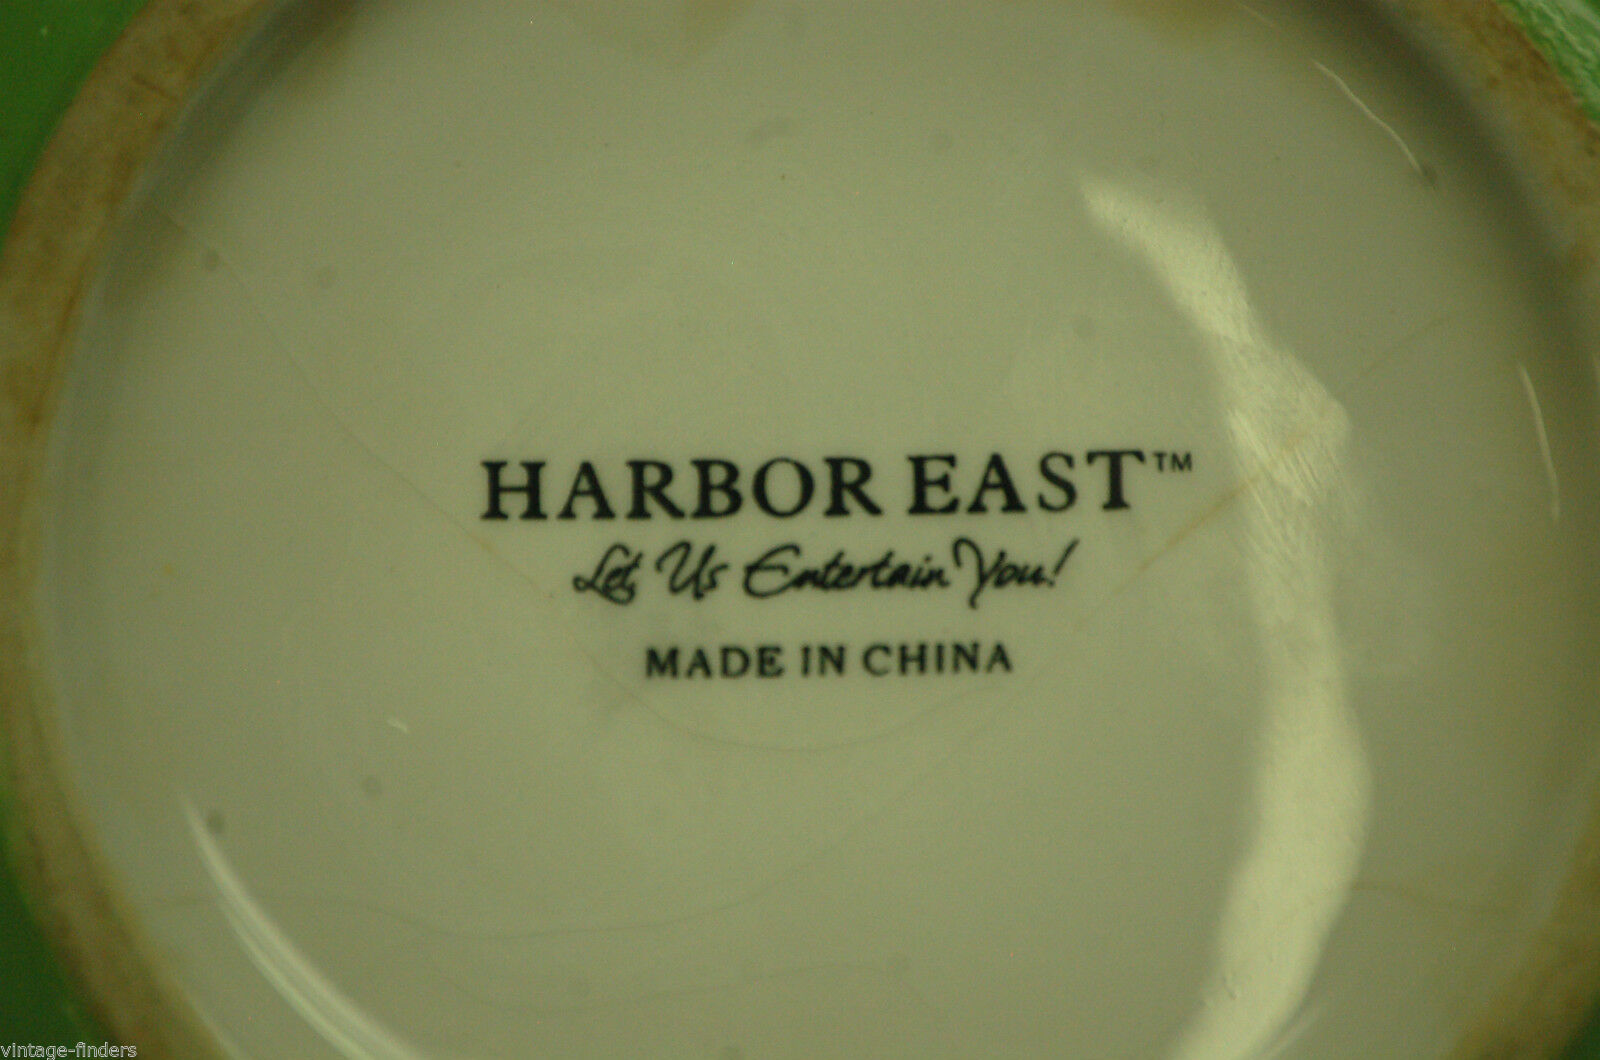 HARBOR EAST™
Let Us Entertain You!
MADE IN CHINA
vintage-finders